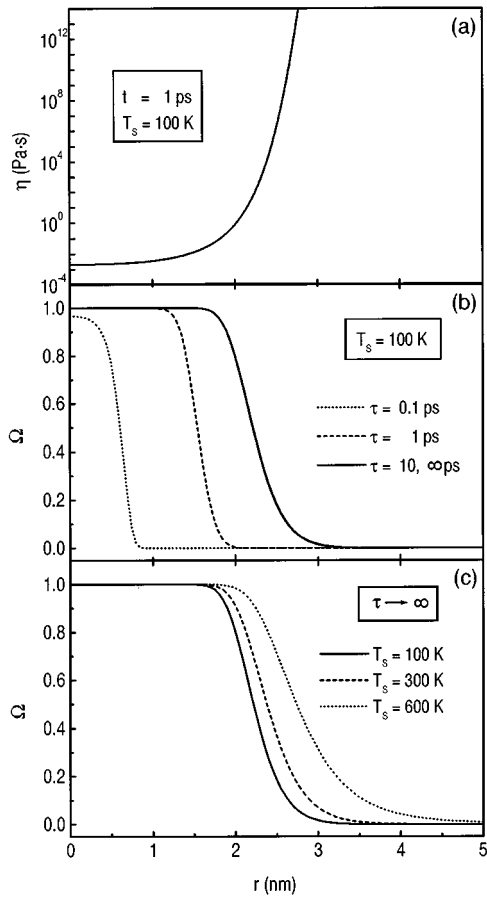 (a)
10^12
10^8
10^4
10^0
10^-4
η (Pa·s)
t = 1 ps
T_s = 100 K
(b)
1.0
0.8
0.6
0.4
0.2
0.0
Ω
T_s = 100 K
τ = 0.1 ps
τ = 1 ps
τ = 10, ∞ps
(c)
1.0
0.8
0.6
0.4
0.2
0.0
Ω
τ → ∞
T_s = 100 K
T_s = 300 K
T_s = 600 K
0 1 2 3 4 5
r (nm)